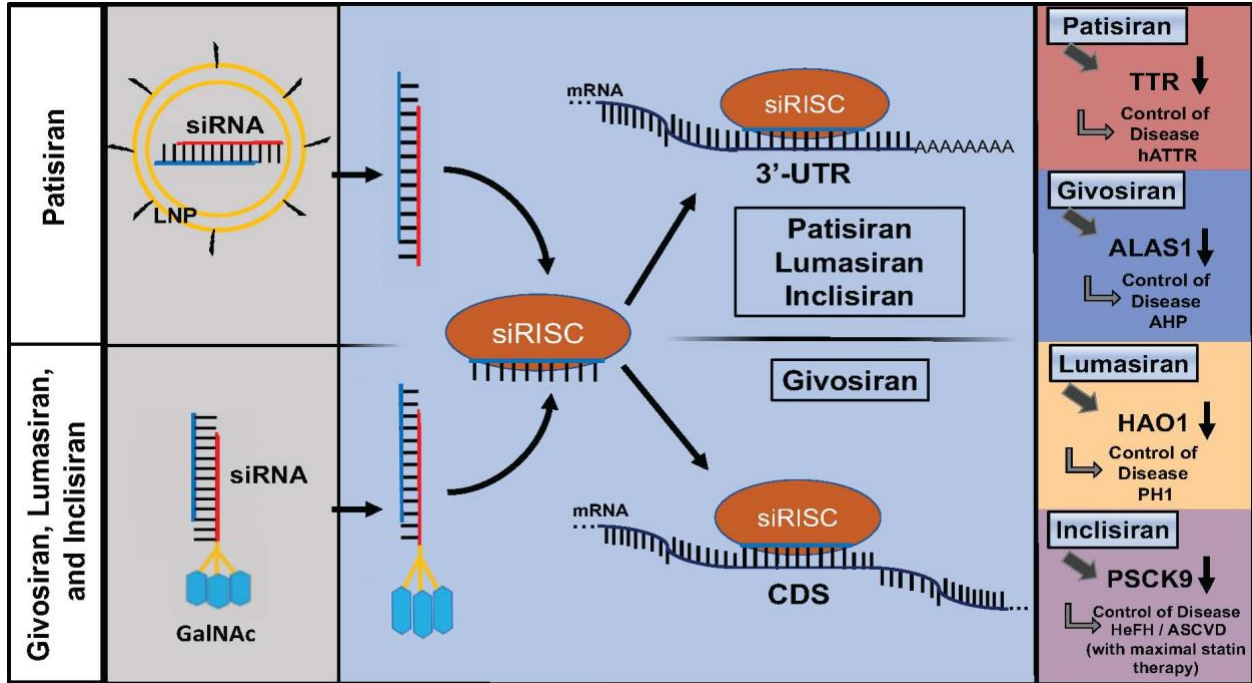 Patisiran
siRNA
LNP
mRNA
siRISC
AAAAAAAA
3’-UTR
Patisiran
Lumasiran
Inclisiran
siRISC
Givosiran, Lumasiran,
and Inclisiran
siRNA
GalNAc
Givosiran
mRNA
siRISC
CDS
Patisiran
TTR
Control of
Disease
hATTR
Givosiran
ALAS1
Control of
Disease
AHP
Lumasiran
HAO1
Control of
Disease
PH1
Inclisiran
PSCK9
Control of Disease
HeFH / ASCVD
(with maximal statin
therapy)